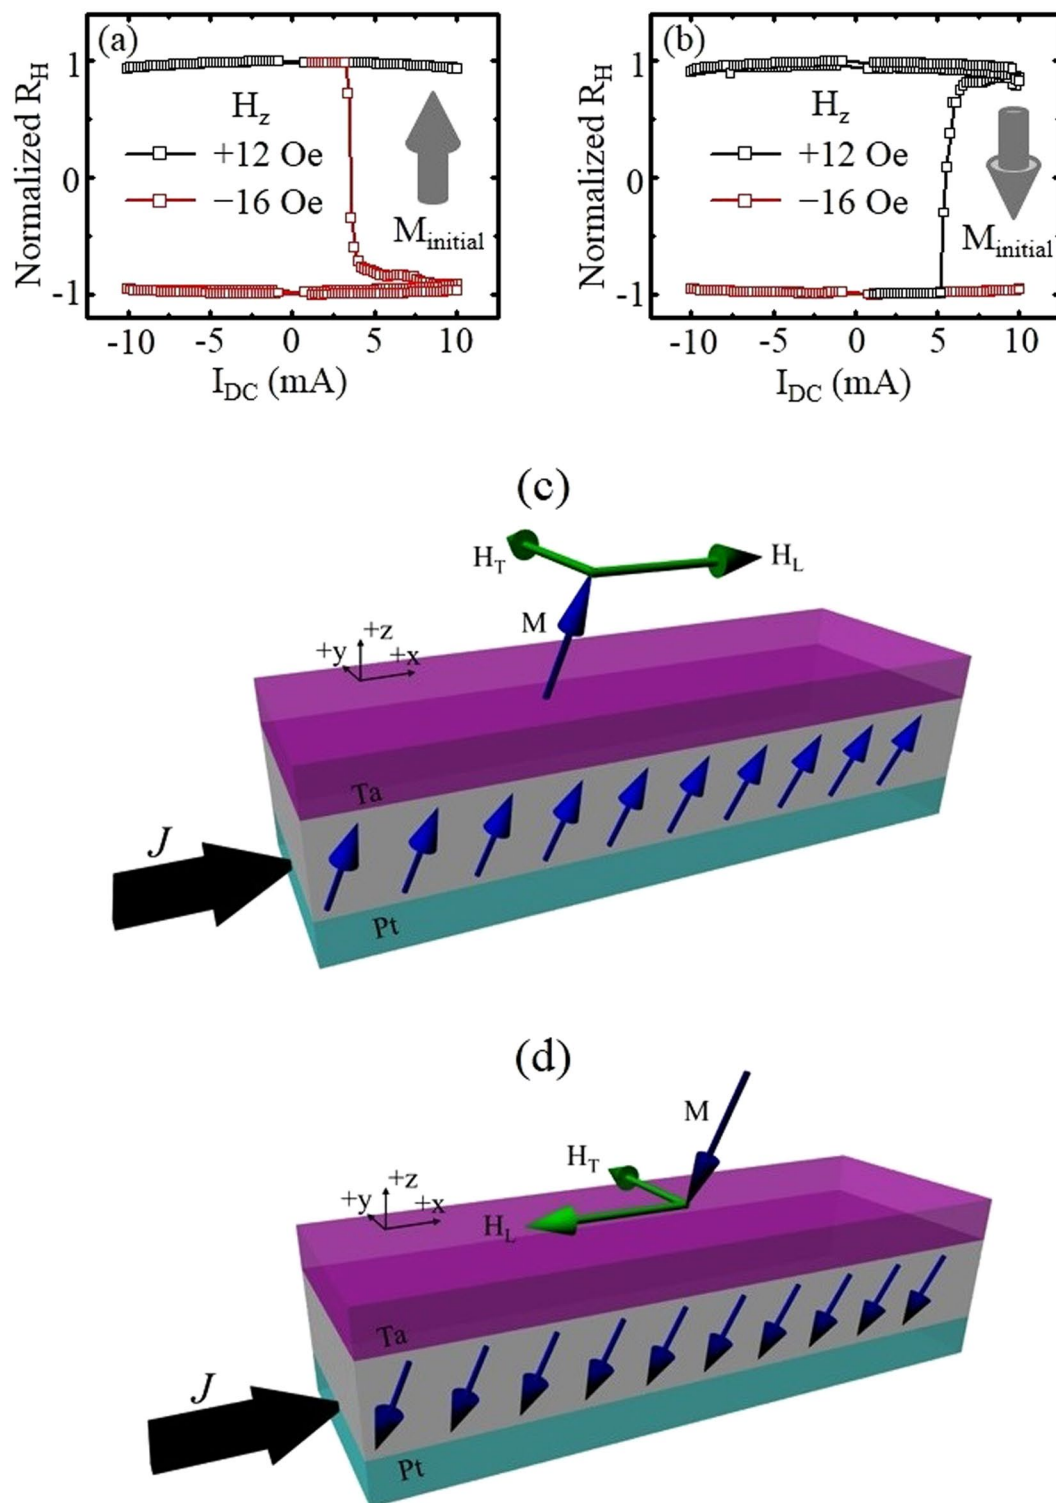 (a)
Normalized R_H
1
0
-1
H_z
+12 Oe
−16 Oe
M_initial
-10 -5 0 5 10
I_DC (mA)
(b)
Normalized R_H
1
0
-1
H_z
+12 Oe
−16 Oe
M_initial
-10 -5 0 5 10
I_DC (mA)
(c)
H_T
H_L
M
+z
+y
+x
Ta
J
Pt
(d)
M
H_T
+z
+y
+x
H_L
Ta
J
Pt